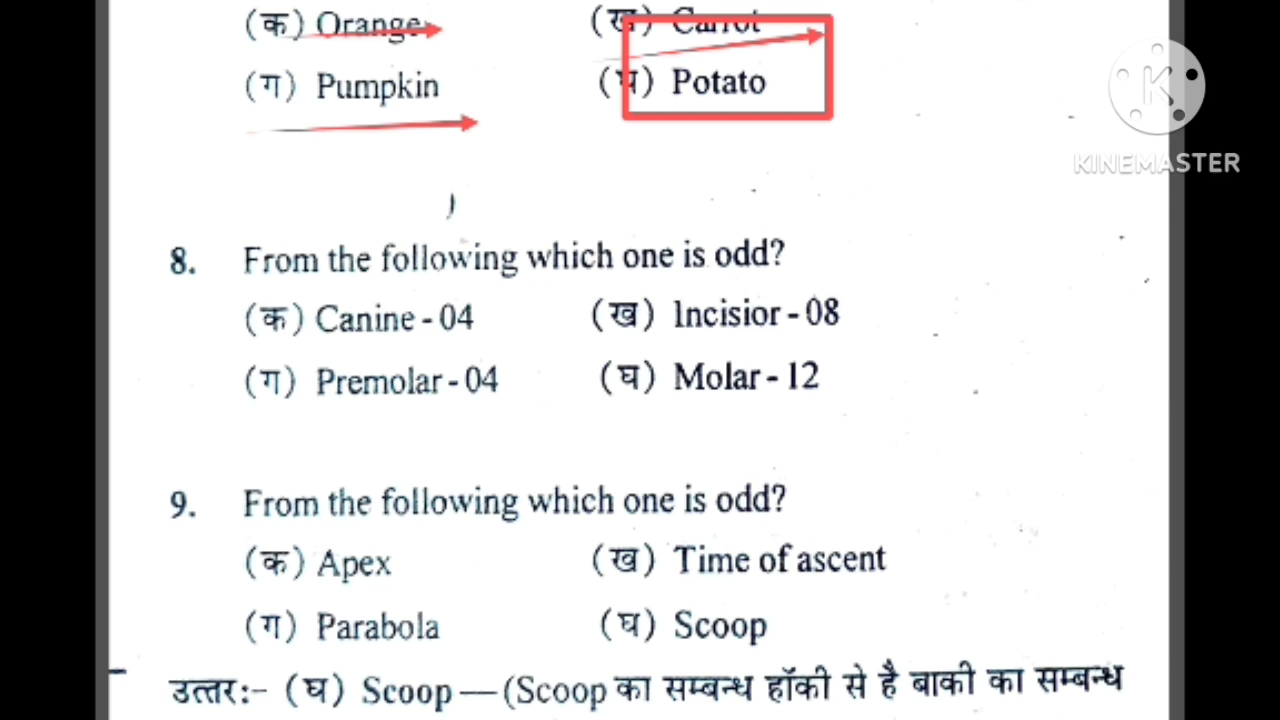 (क) Orange (ख) Carrot
(ग) Pumpkin (घ) Potato
K
KINEMASTER
8. From the following which one is odd?
(क) Canine - 04 (ख) Incisior - 08
(ग) Premolar - 04 (घ) Molar - 12
9. From the following which one is odd?
(क) Apex (ख) Time of ascent
(ग) Parabola (घ) Scoop
उत्तर:- (घ) Scoop — (Scoop का सम्बन्ध हॉकी से है बाकी का सम्बन्ध